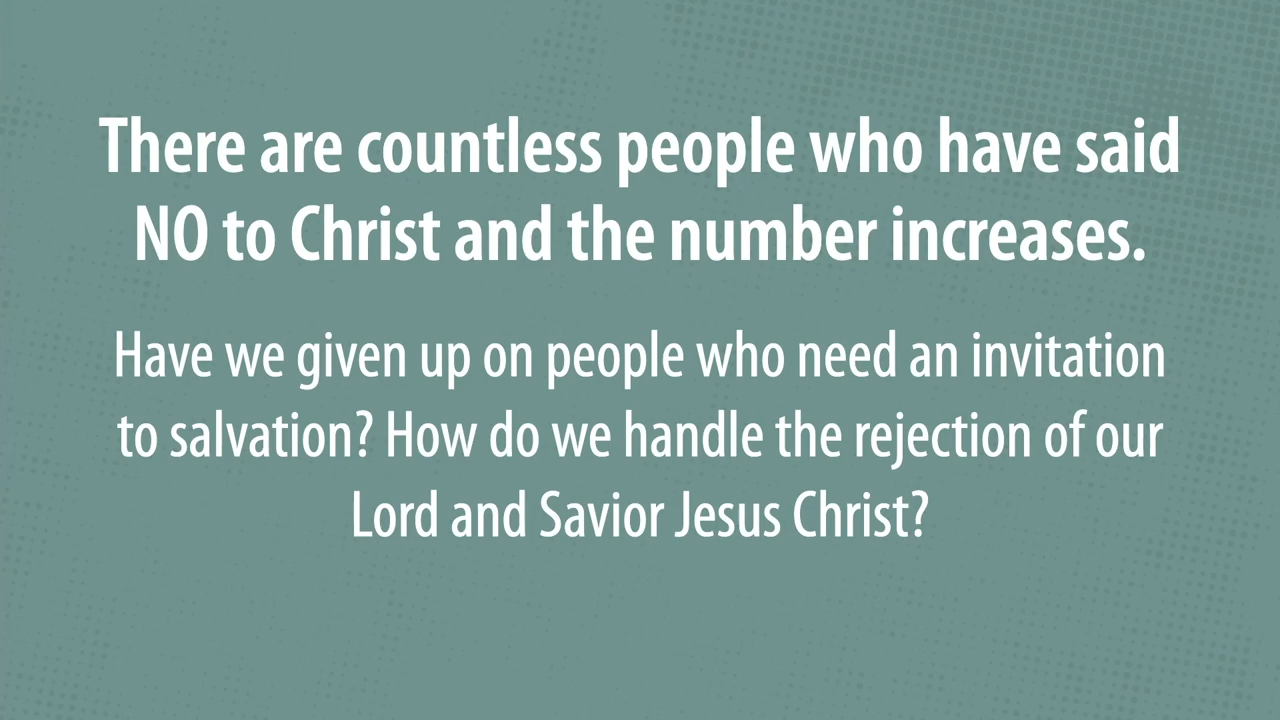 There are countless people who have said
NO to Christ and the number increases.
Have we given up on people who need an invitation
to salvation? How do we handle the rejection of our
Lord and Savior Jesus Christ?